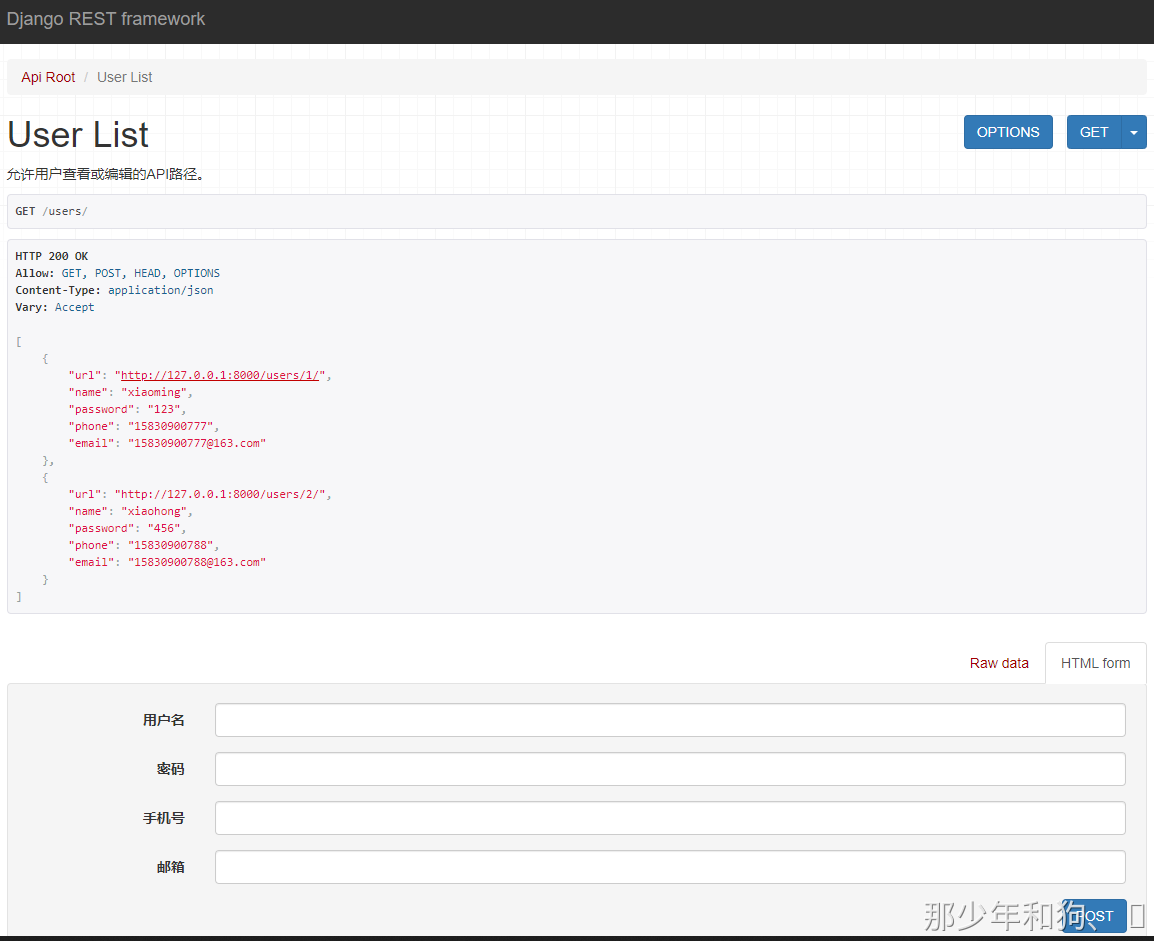 Django REST framework
Api Root / User List
User List
OPTIONS
GET
允许用户查看或编辑的API路径。
GET /users/
HTTP 200 OK
Allow: GET, POST, HEAD, OPTIONS
Content-Type: application/json
Vary: Accept
[
    {
        "url": "http://127.0.0.1:8000/users/1/",
        "name": "xiaoming",
        "password": "123",
        "phone": "15830900777",
        "email": "15830900777@163.com"
    },
    {
        "url": "http://127.0.0.1:8000/users/2/",
        "name": "xiaohong",
        "password": "456",
        "phone": "15830900788",
        "email": "15830900788@163.com"
    }
]
Raw data
HTML form
用户名
密码
手机号
邮箱
POST
那少年和狗、